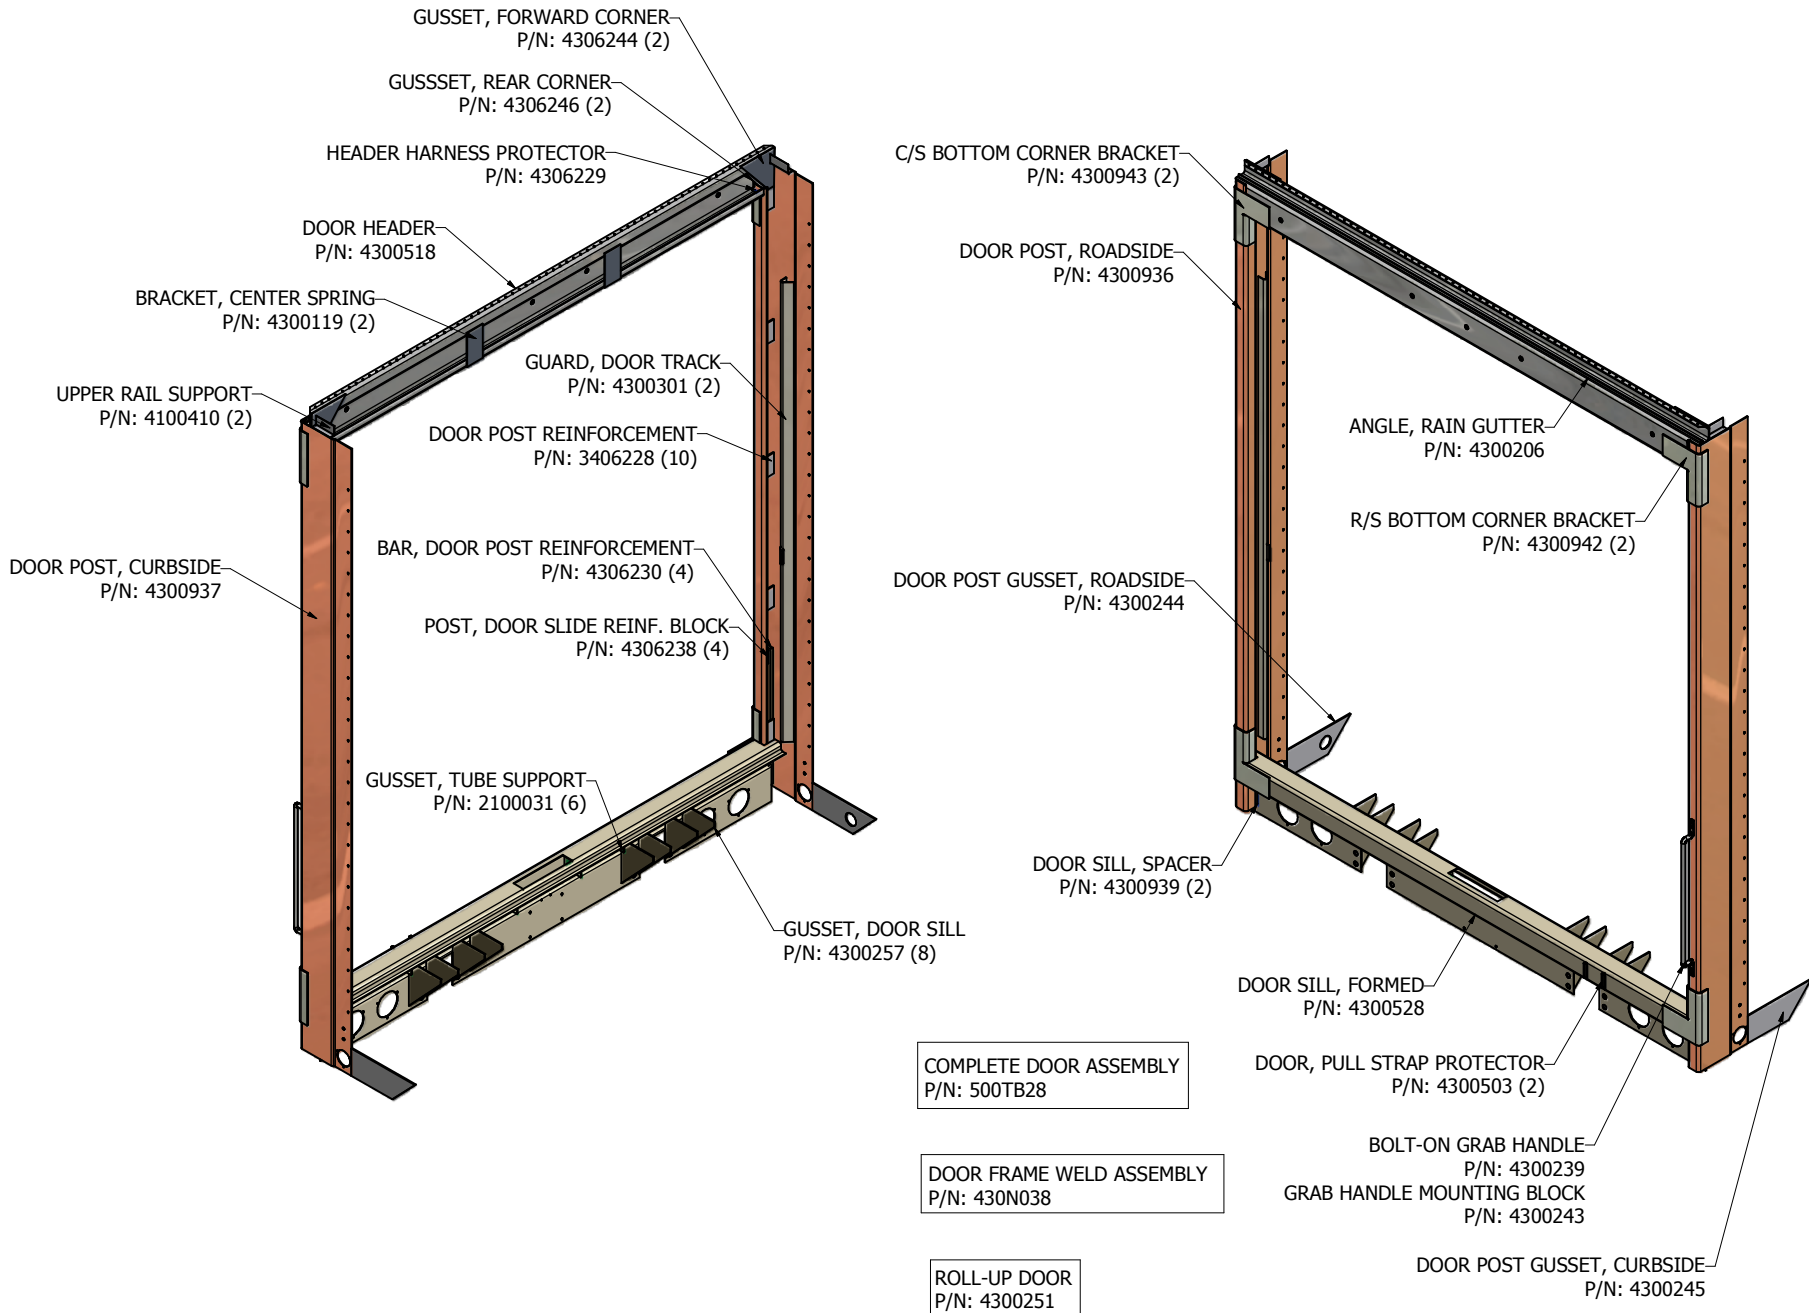 GUSSET, FORWARD CORNER
P/N: 4306244 (2)
GUSSSET, REAR CORNER
P/N: 4306246 (2)
HEADER HARNESS PROTECTOR
P/N: 4306229
DOOR HEADER
P/N: 4300518
BRACKET, CENTER SPRING
P/N: 4300119 (2)
UPPER RAIL SUPPORT
P/N: 4100410 (2)
GUARD, DOOR TRACK
P/N: 4300301 (2)
DOOR POST REINFORCEMENT
P/N: 3406228 (10)
BAR, DOOR POST REINFORCEMENT
P/N: 4306230 (4)
DOOR POST, CURBSIDE
P/N: 4300937
POST, DOOR SLIDE REINF. BLOCK
P/N: 4306238 (4)
GUSSET, TUBE SUPPORT
P/N: 2100031 (6)
GUSSET, DOOR SILL
P/N: 4300257 (8)
C/S BOTTOM CORNER BRACKET
P/N: 4300943 (2)
DOOR POST, ROADSIDE
P/N: 4300936
ANGLE, RAIN GUTTER
P/N: 4300206
R/S BOTTOM CORNER BRACKET
P/N: 4300942 (2)
DOOR POST GUSSET, ROADSIDE
P/N: 4300244
DOOR SILL, SPACER
P/N: 4300939 (2)
DOOR SILL, FORMED
P/N: 4300528
DOOR, PULL STRAP PROTECTOR
P/N: 4300503 (2)
BOLT-ON GRAB HANDLE
P/N: 4300239
GRAB HANDLE MOUNTING BLOCK
P/N: 4300243
DOOR POST GUSSET, CURBSIDE
P/N: 4300245
COMPLETE DOOR ASSEMBLY
P/N: 500TB28
DOOR FRAME WELD ASSEMBLY
P/N: 430N038
ROLL-UP DOOR
P/N: 4300251